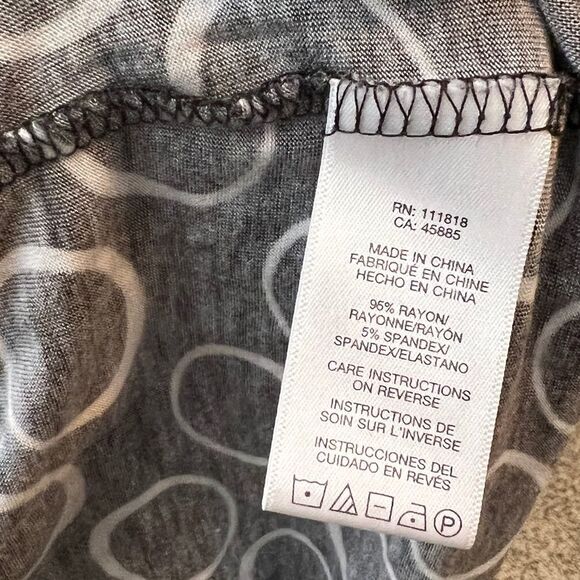 RN: 111818
CA: 45885
MADE IN CHINA
FABRIQUÉ EN CHINE
HECHO EN CHINA
95% RAYON/
RAYONNE/RAYÓN
5% SPANDEX/
SPANDEX/ELASTANO
CARE INSTRUCTIONS
ON REVERSE
INSTRUCTIONS DE
SOIN SUR L'INVERSE
INSTRUCCIONES DEL
CUIDADO EN REVÉS
P